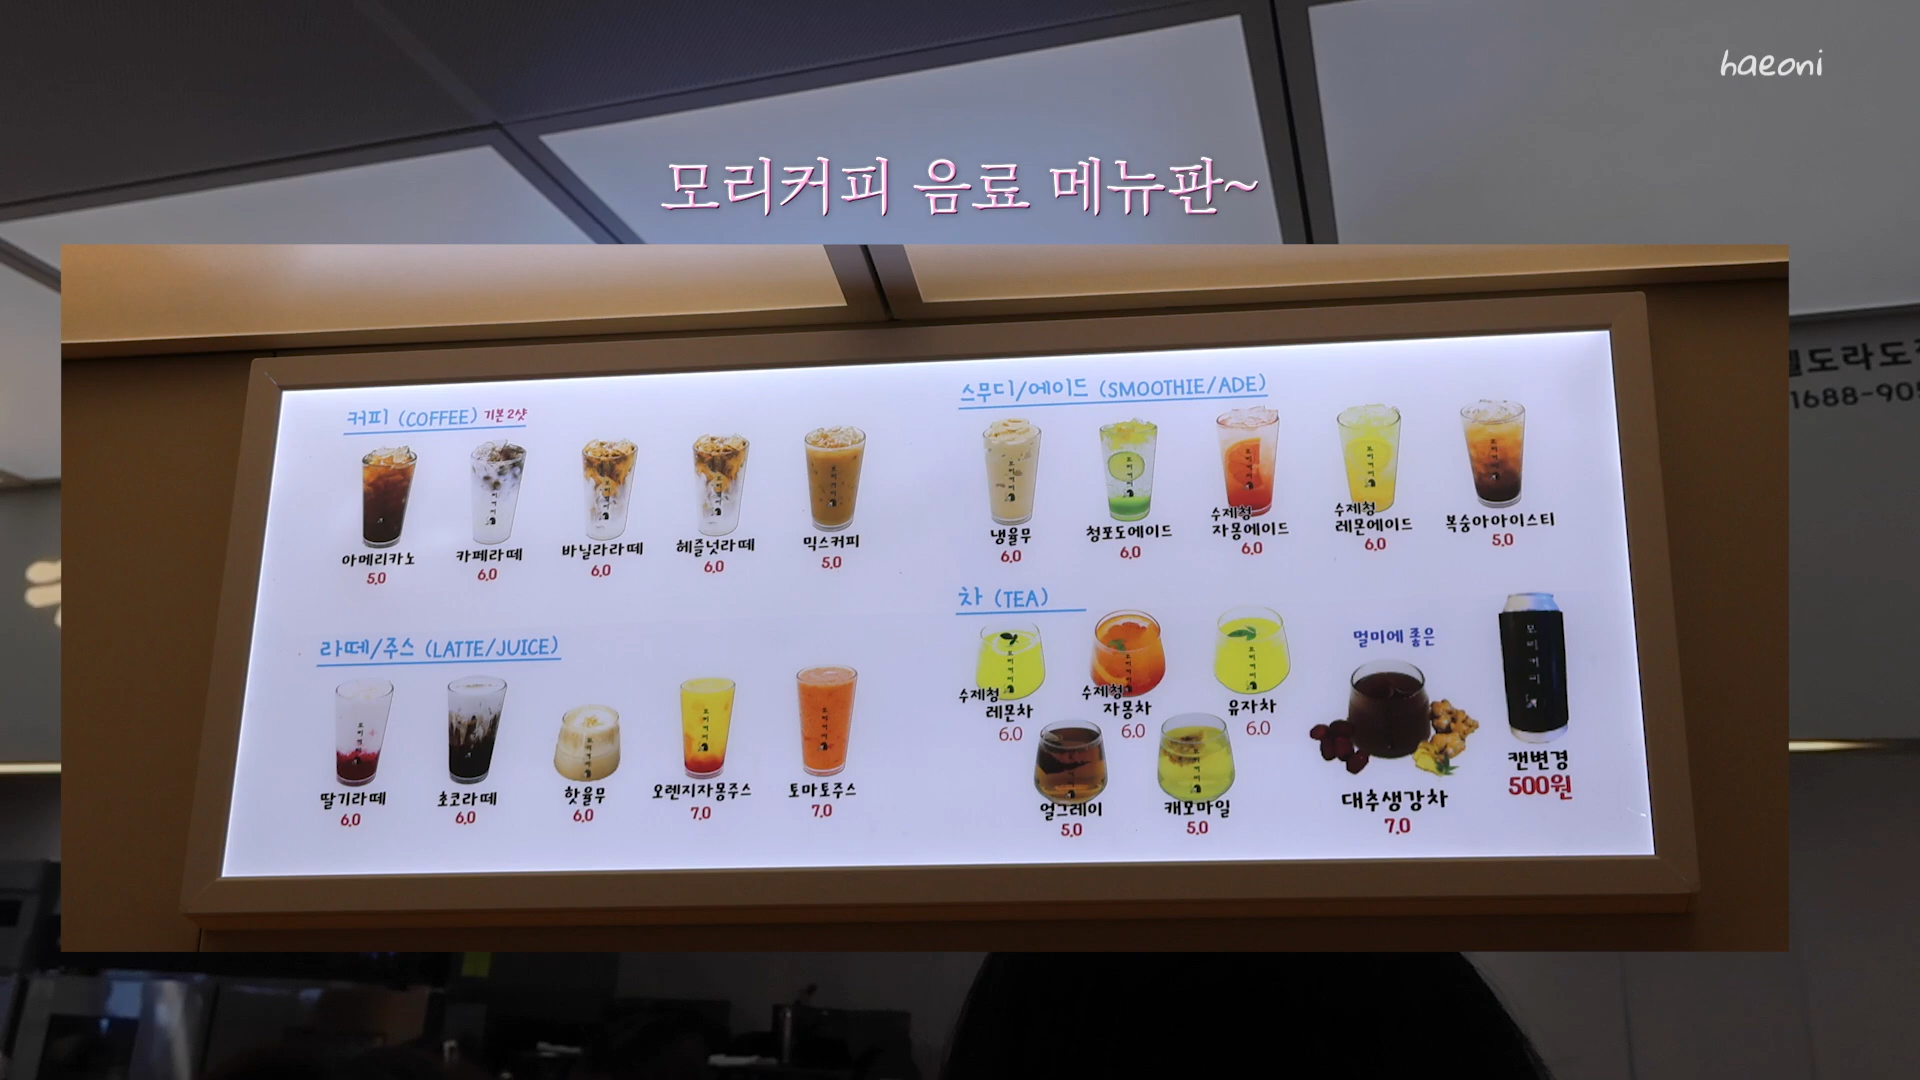 haeoni
모리커피 음료 메뉴판~
커피 (COFFEE) 기본 2샷
아메리카노 카페라떼 바닐라라떼 헤즐넛라떼 믹스커피
5.0 6.0 6.0 6.0 5.0
라떼/주스 (LATTE/JUICE)
딸기라떼 초코라떼 핫율무 오렌지자몽주스 토마토주스
6.0 6.0 6.0 7.0 7.0
스무디/에이드 (SMOOTHIE/ADE)
수제청 수제청
냉율무 청포도에이드 자몽에이드 레몬에이드 복숭아아이스티
6.0 6.0 6.0 6.0 5.0
차 (TEA)
수제청 수제청
레몬차 자몽차 유자차
6.0 6.0 6.0
얼그레이 캐모마일
5.0 5.0
멀미에 좋은
대추생강차
7.0
모리커피
캔변경
500원
도라도
1688-905